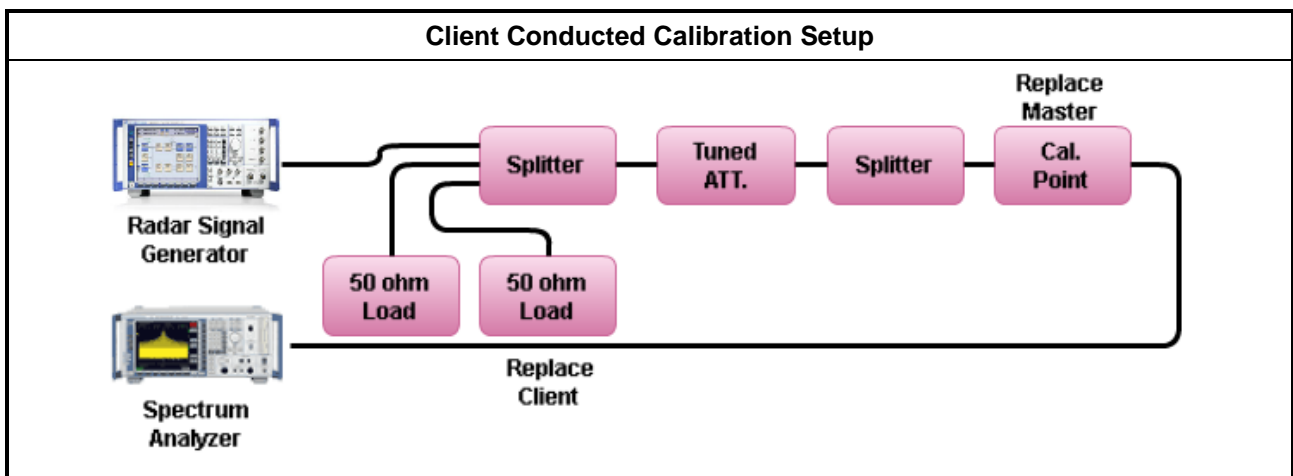 Client Conducted Calibration Setup
Replace
Master
Splitter
Tuned
ATT.
Splitter
Cal.
Point
Radar Signal
Generator
50 ohm
Load
50 ohm
Load
Replace
Client
Spectrum
Analyzer